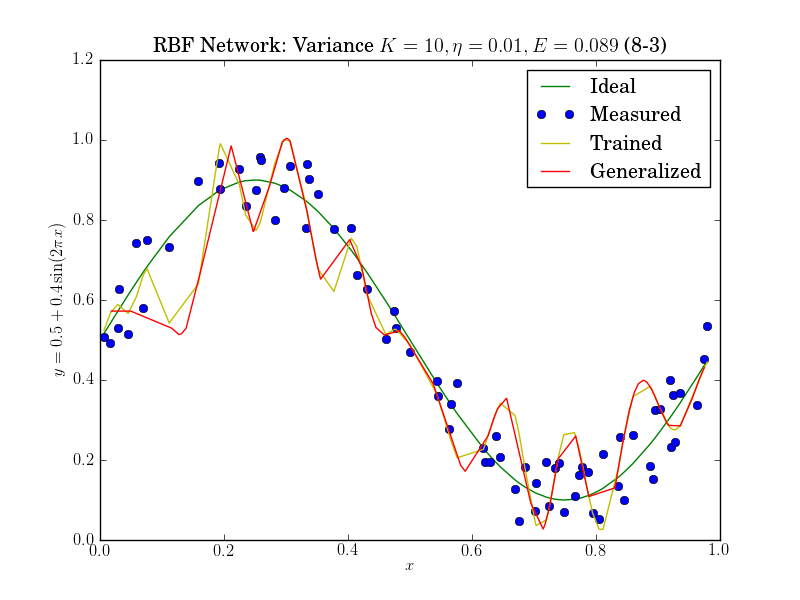 RBF Network: Variance K = 10, η = 0.01, E = 0.089 (8-3)
Ideal
Measured
Trained
Generalized
y = 0.5 + 0.4 sin(2πx)
1.2
1.0
0.8
0.6
0.4
0.2
0.0
0.0 0.2 0.4 0.6 0.8 1.0
x